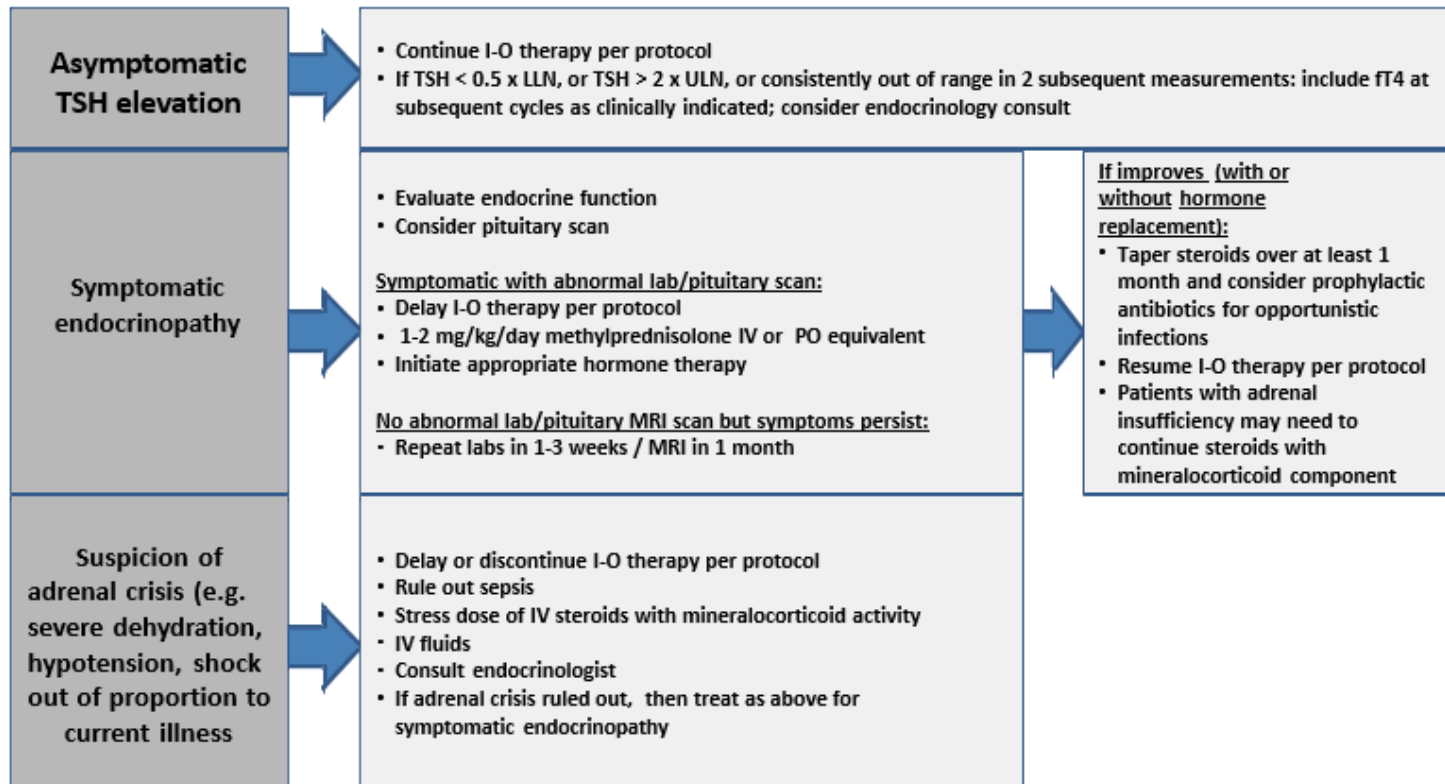 Asymptomatic
TSH elevation
• Continue I-O therapy per protocol
• If TSH < 0.5 x LLN, or TSH > 2 x ULN, or consistently out of range in 2 subsequent measurements: include fT4 at
subsequent cycles as clinically indicated; consider endocrinology consult
Symptomatic
endocrinopathy
• Evaluate endocrine function
• Consider pituitary scan
Symptomatic with abnormal lab/pituitary scan:
• Delay I-O therapy per protocol
• 1-2 mg/kg/day methylprednisolone IV or PO equivalent
• Initiate appropriate hormone therapy
No abnormal lab/pituitary MRI scan but symptoms persist:
• Repeat labs in 1-3 weeks / MRI in 1 month
If improves (with or
without hormone
replacement):
• Taper steroids over at least 1
month and consider prophylactic
antibiotics for opportunistic
infections
• Resume I-O therapy per protocol
• Patients with adrenal
insufficiency may need to
continue steroids with
mineralocorticoid component
Suspicion of
adrenal crisis (e.g.
severe dehydration,
hypotension, shock
out of proportion to
current illness
• Delay or discontinue I-O therapy per protocol
• Rule out sepsis
• Stress dose of IV steroids with mineralocorticoid activity
• IV fluids
• Consult endocrinologist
• If adrenal crisis ruled out, then treat as above for
symptomatic endocrinopathy